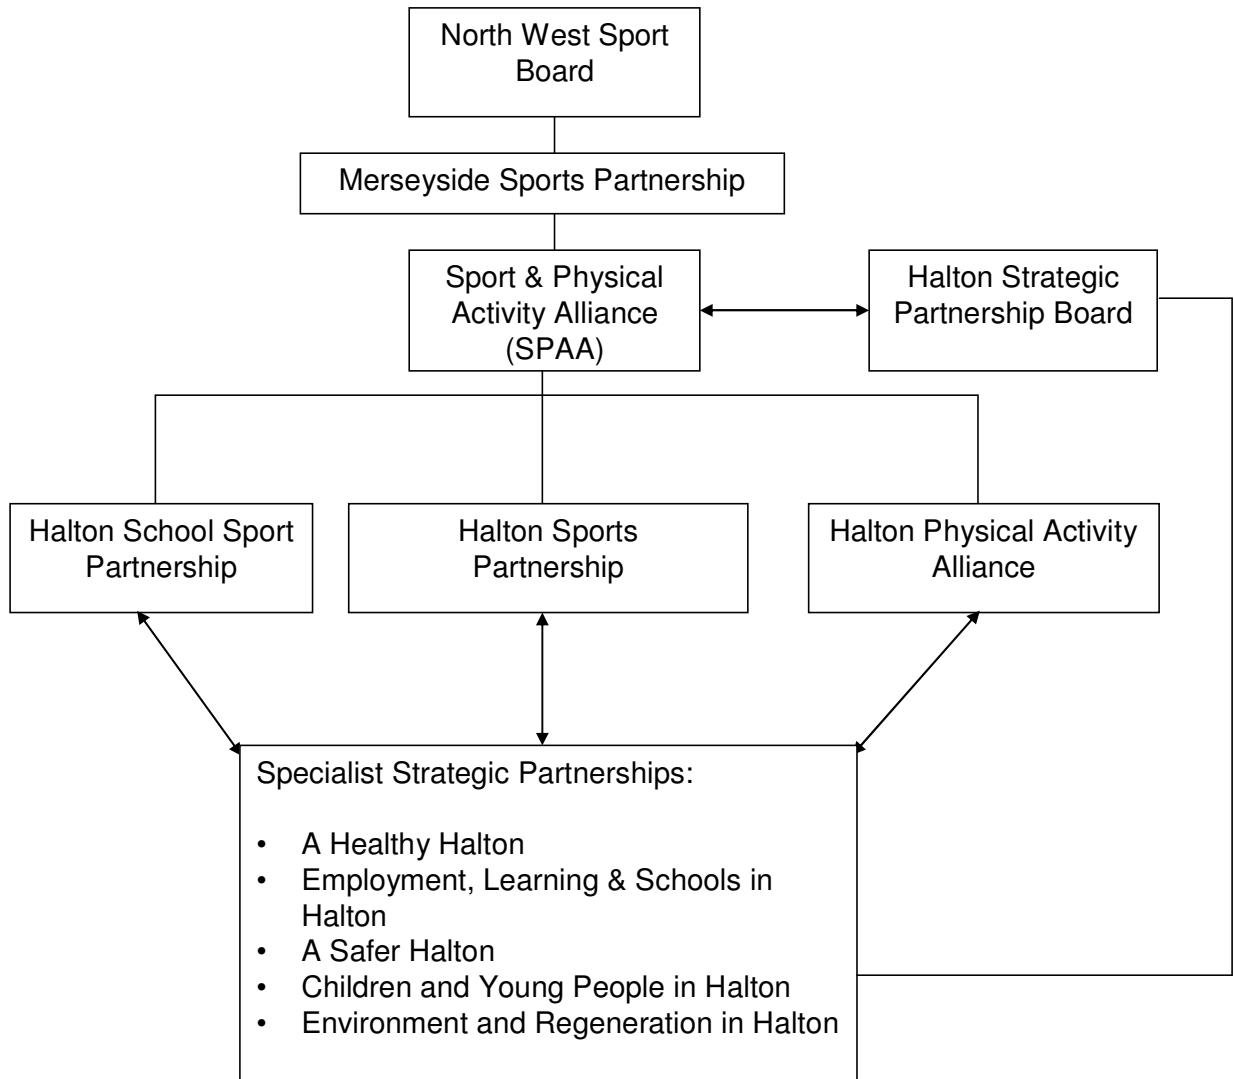 North West Sport
Board
Merseyside Sports Partnership
Sport & Physical
Activity Alliance
(SPAA)
Halton Strategic
Partnership Board
Halton School Sport
Partnership
Halton Sports
Partnership
Halton Physical Activity
Alliance
Specialist Strategic Partnerships:
• A Healthy Halton
• Employment, Learning & Schools in
Halton
• A Safer Halton
• Children and Young People in Halton
• Environment and Regeneration in Halton